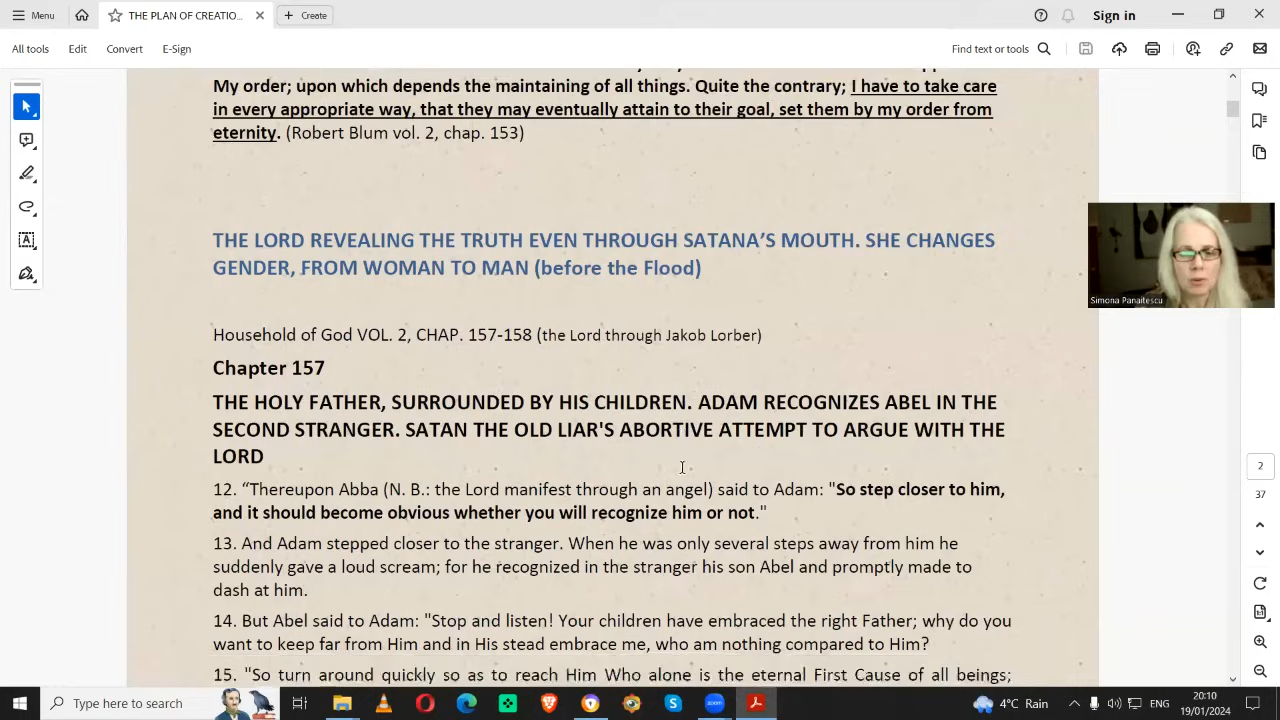 Menu
THE PLAN OF CREATIO...
Create
Sign in
All tools
Edit
Convert
E-Sign
Find text or tools
My order; upon which depends the maintaining of all things. Quite the contrary; I have to take care
in every appropriate way, that they may eventually attain to their goal, set them by my order from
eternity. (Robert Blum vol. 2, chap. 153)
THE LORD REVEALING THE TRUTH EVEN THROUGH SATANA'S MOUTH. SHE CHANGES
GENDER, FROM WOMAN TO MAN (before the Flood)
Household of God VOL. 2, CHAP. 157-158 (the Lord through Jakob Lorber)
Chapter 157
THE HOLY FATHER, SURROUNDED BY HIS CHILDREN. ADAM RECOGNIZES ABEL IN THE
SECOND STRANGER. SATAN THE OLD LIAR'S ABORTIVE ATTEMPT TO ARGUE WITH THE
LORD
12. “Thereupon Abba (N. B.: the Lord manifest through an angel) said to Adam: "So step closer to him,
and it should become obvious whether you will recognize him or not."
13. And Adam stepped closer to the stranger. When he was only several steps away from him he
suddenly gave a loud scream; for he recognized in the stranger his son Abel and promptly made to
dash at him.
14. But Abel said to Adam: "Stop and listen! Your children have embraced the right Father; why do you
want to keep far from Him and in His stead embrace me, who am nothing compared to Him?
15. "So turn around quickly so as to reach Him Who alone is the eternal First Cause of all beings;
Simona Panaitescu
2
37
Type here to search
zoom
4°C Rain
ENG
20:10
19/01/2024